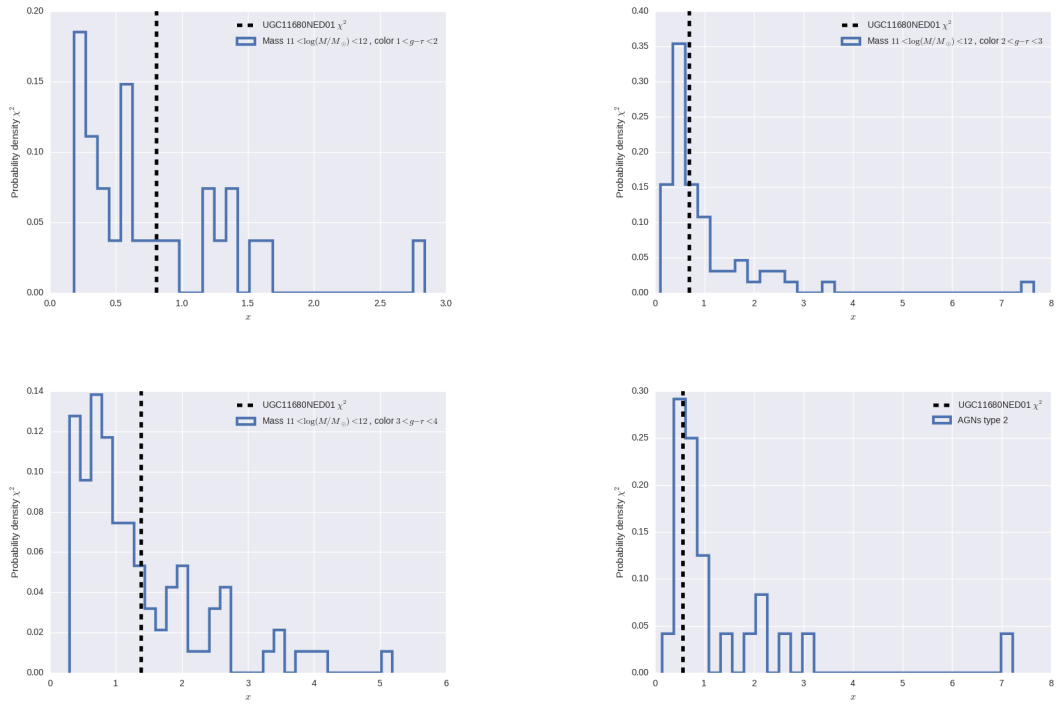 UGC11680NED01 χ²
Mass 11 <log(M/M⊙) <12 , color 1 < g−r < 2
Probability density χ²
0.20
0.15
0.10
0.05
0.00
0.0 0.5 1.0 1.5 2.0 2.5 3.0
x
UGC11680NED01 χ²
Mass 11 <log(M/M⊙) <12 , color 2 < g−r < 3
Probability density χ²
0.40
0.35
0.30
0.25
0.20
0.15
0.10
0.05
0.00
0 1 2 3 4 5 6 7 8
x
UGC11680NED01 χ²
Mass 11 <log(M/M⊙) <12 , color 3 < g−r < 4
Probability density χ²
0.14
0.12
0.10
0.08
0.06
0.04
0.02
0.00
0 1 2 3 4 5 6
x
UGC11680NED01 χ²
AGNs type 2
Probability density χ²
0.30
0.25
0.20
0.15
0.10
0.05
0.00
0 1 2 3 4 5 6 7 8
x